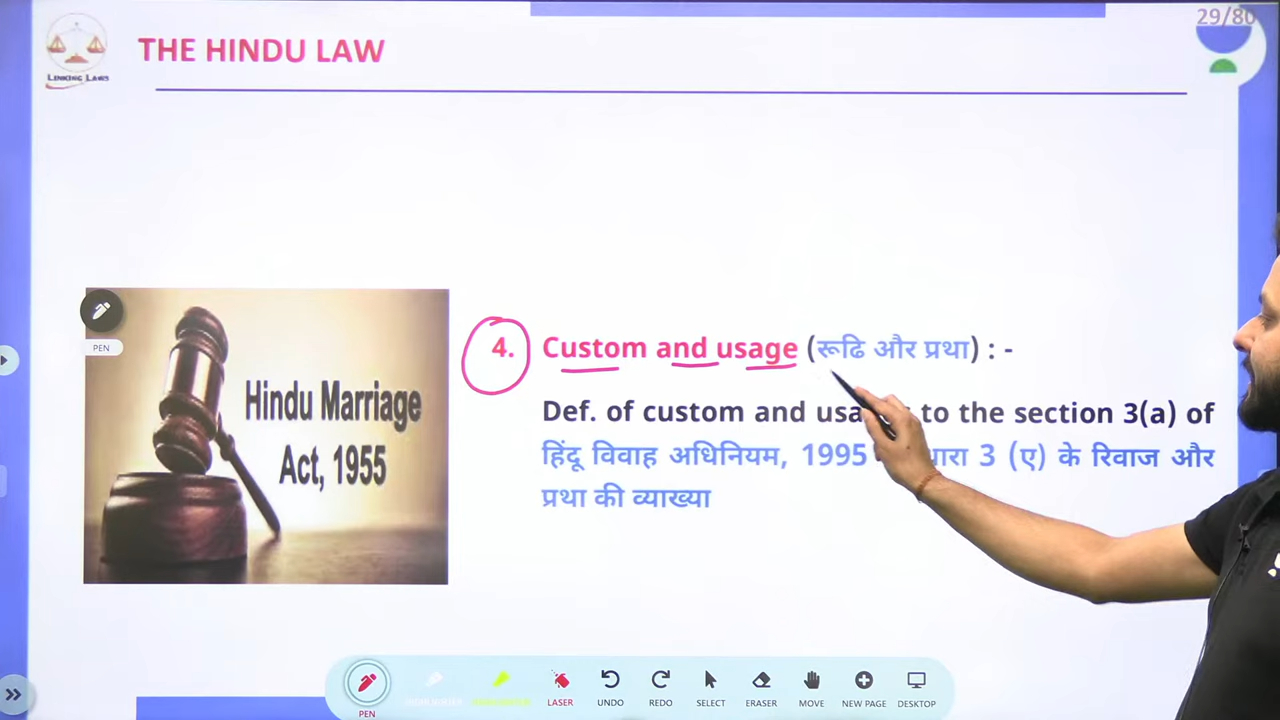 29/80
LINKING LAWS
THE HINDU LAW
PEN
Hindu Marriage
Act, 1955
4. Custom and usage (रूढि और प्रथा) : -
Def. of custom and to the section 3(a) of
हिंदू विवाह अधिनियम, 1995 3 (ए) के रिवाज और
प्रथा की व्याख्या
PEN
LASER
UNDO
REDO
SELECT
ERASER
MOVE
NEW PAGE
DESKTOP